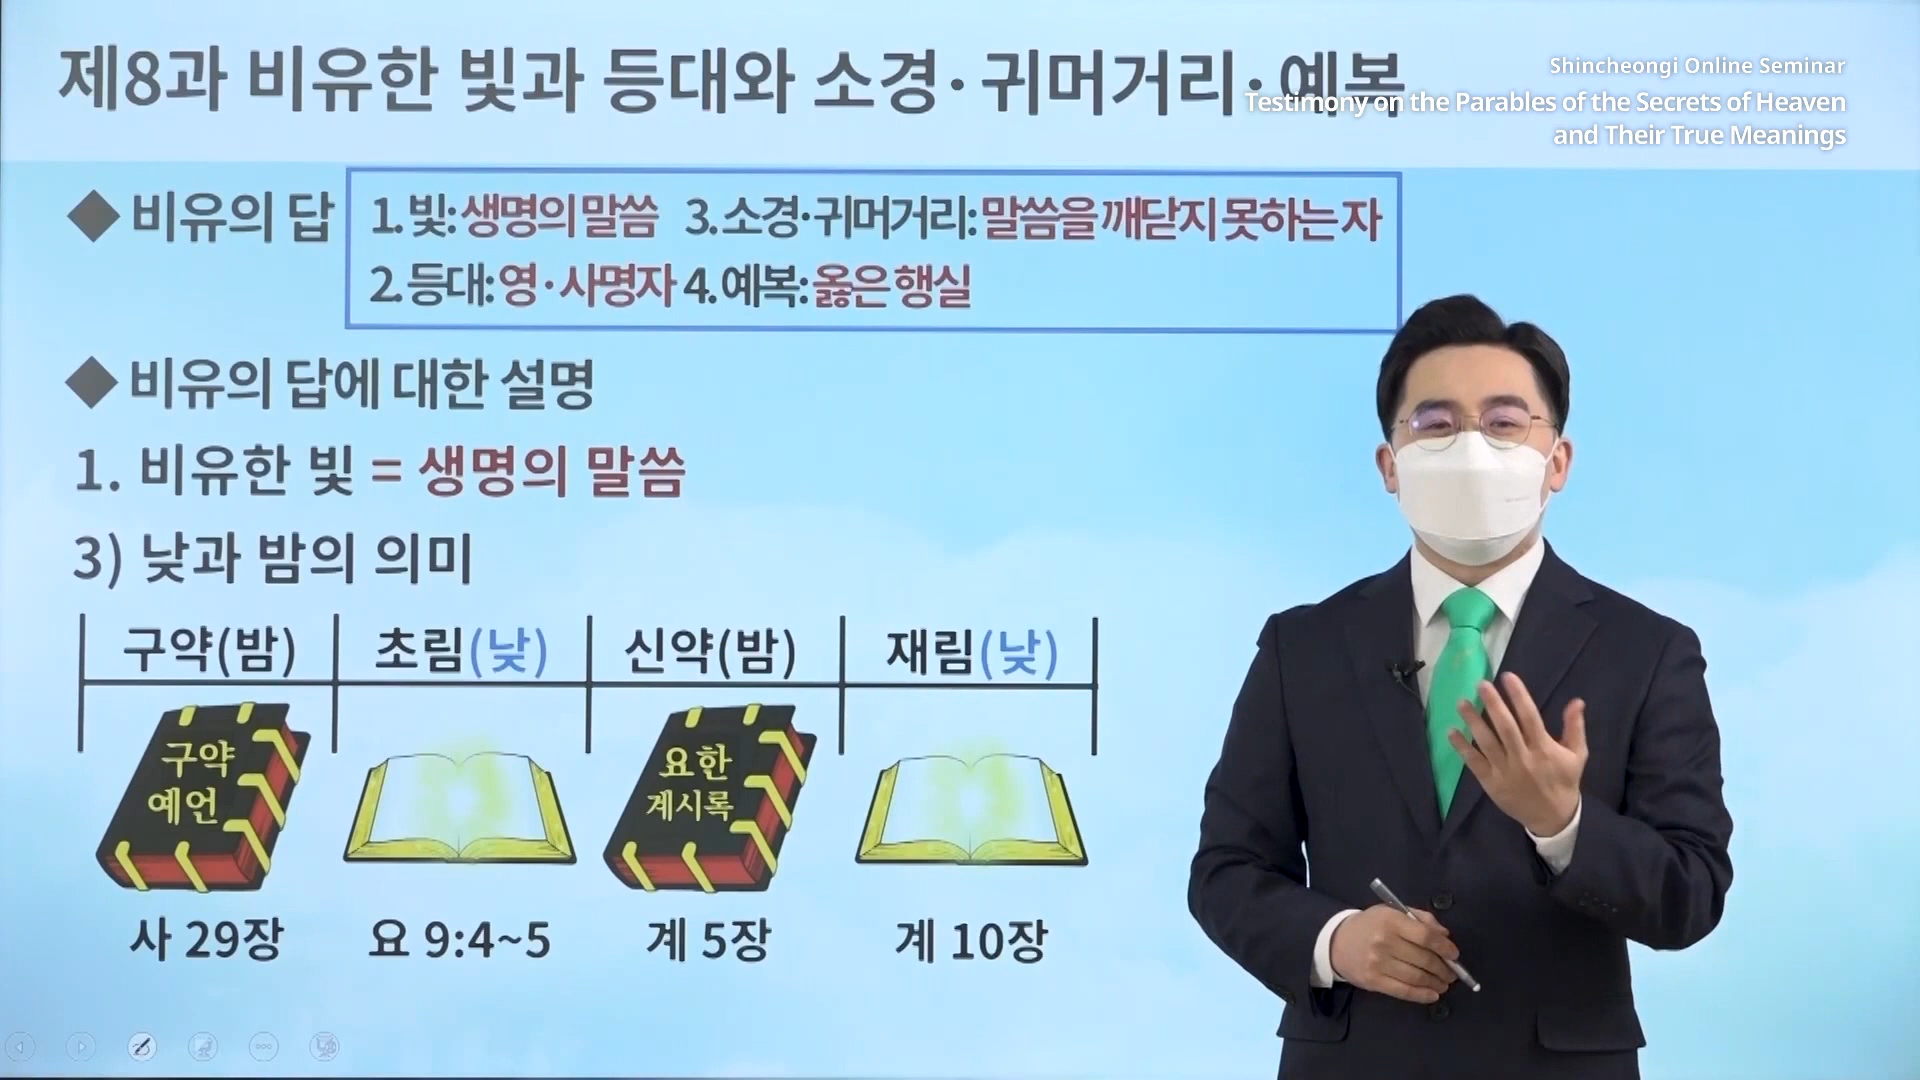 제8과 비유한 빛과 등대와 소경·귀머거리·예복
Shincheongi Online Seminar
Testimony on the Parables of the Secrets of Heaven
and Their True Meanings
◆ 비유의 답
1. 빛: 생명의 말씀 3. 소경·귀머거리: 말씀을 깨닫지 못하는 자
2. 등대: 영·사명자 4. 예복: 옳은 행실
◆ 비유의 답에 대한 설명
1. 비유한 빛 = 생명의 말씀
3) 낮과 밤의 의미
구약(밤) 초림(낮) 신약(밤) 재림(낮)
구약
예언
요한
계시록
사 29장 요 9:4~5 계 5장 계 10장